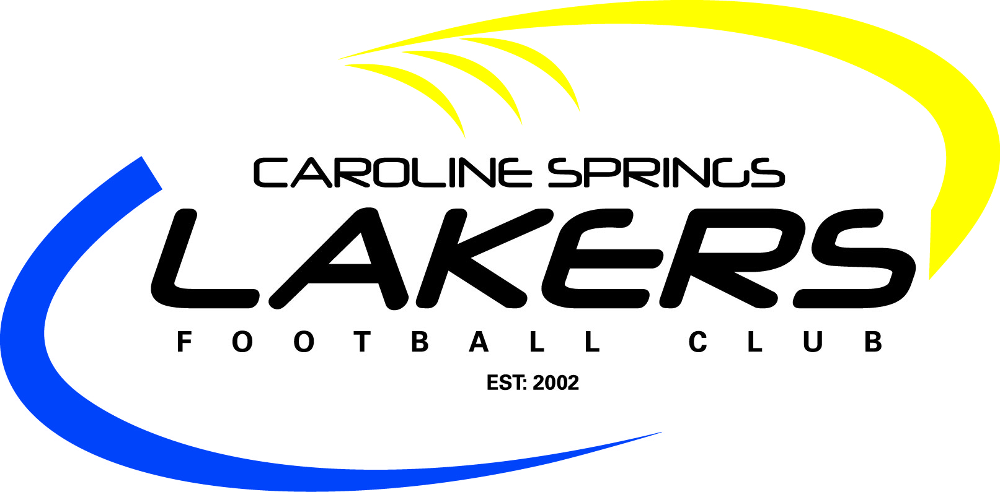 CAROLINE SPRINGS
LAKERS
FOOTBALL CLUB
EST: 2002